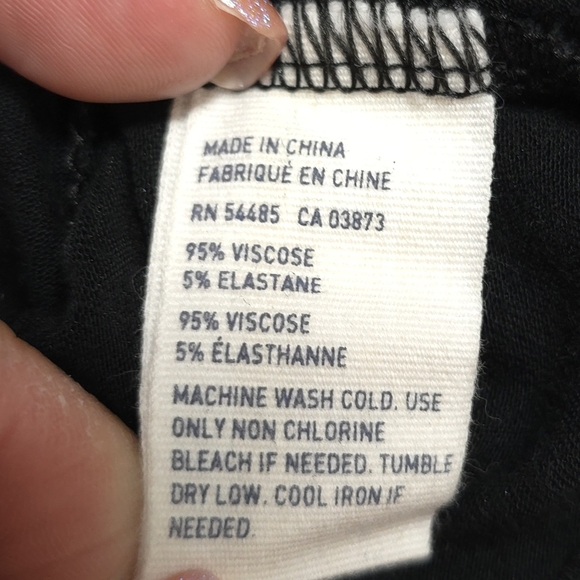 MADE IN CHINA
FABRIQUÉ EN CHINE
RN 54485 CA 03873
95% VISCOSE
5% ELASTANE
95% VISCOSE
5% ÉLASTHANNE
MACHINE WASH COLD. USE
ONLY NON CHLORINE
BLEACH IF NEEDED. TUMBLE
DRY LOW. COOL IRON IF
NEEDED.